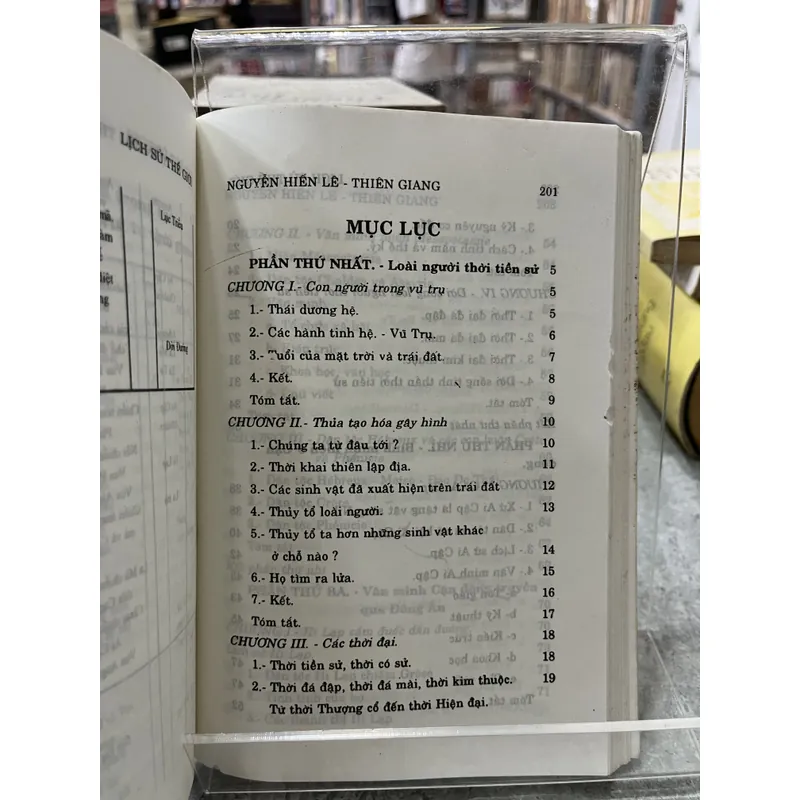 LỊCH SỬ THẾ GIỚI
Lạc Tiển
Đời Đường
NGUYỄN HIẾN LÊ - THIÊN GIANG 201
MỤC LỤC
PHẦN THỨ NHẤT. - Loài người thời tiền sử 5
CHƯƠNG I.- Con người trong vũ trụ 5
1.- Thái dương hệ. 5
2.- Các hành tinh hệ. - Vũ Trụ. 6
3.- Tuổi của mặt trời và trái đất. 7
4.- Kết. 8
Tóm tắt. 9
CHƯƠNG II.- Thủa tạo hóa gây hình 10
1.- Chúng ta từ đâu tới ? 10
2.- Thời khai thiên lập địa. 11
3.- Các sinh vật đã xuất hiện trên trái đất 12
4.- Thủy tổ loài người. 13
5.- Thủy tổ ta hơn những sinh vật khác
ở chỗ nào ? 14
6.- Họ tìm ra lửa. 15
7.- Kết. 16
Tóm tắt. 17
CHƯƠNG III. - Các thời đại. 18
1.- Thời tiền sử, thời có sử. 18
2.- Thời đá đập, thời đá mài, thời kim thuộc. 19
Từ thời Thượng cổ đến thời Hiện đại.